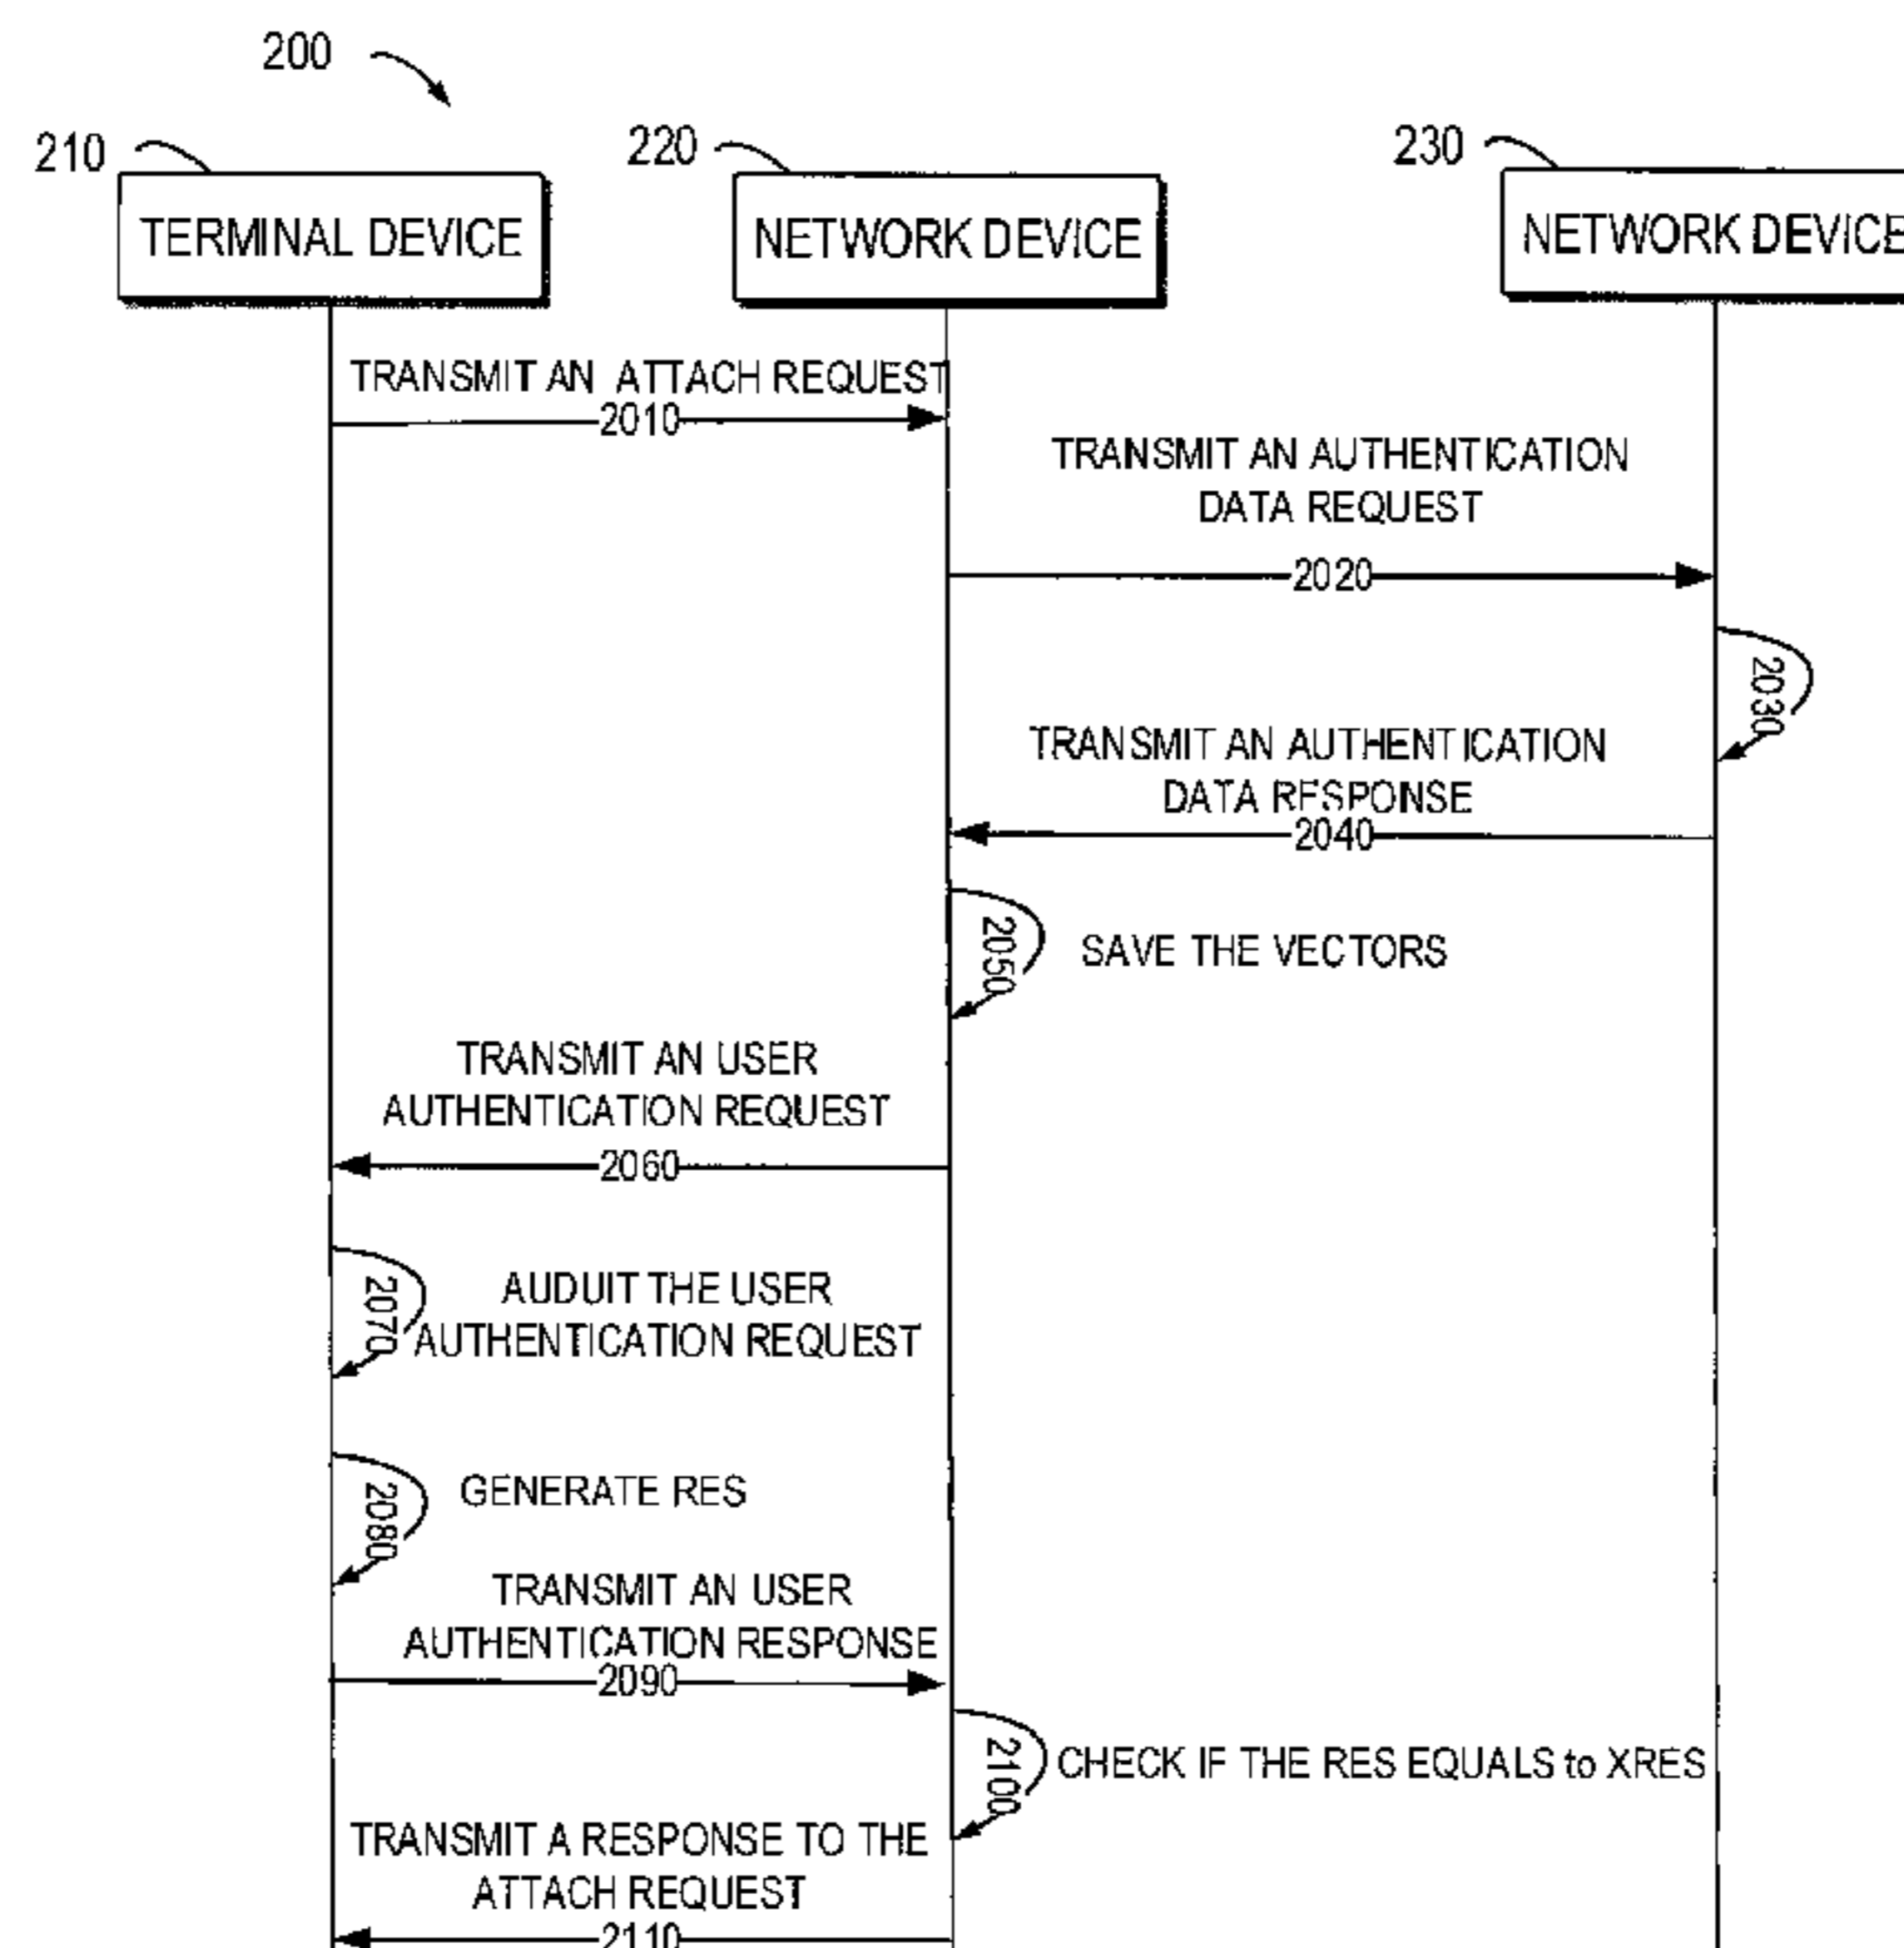 200
210
220
230
TERMINAL DEVICE
NETWORK DEVICE
NETWORK DEVICE
TRANSMIT AN ATTACH REQUEST
2010
TRANSMIT AN AUTHENTICATION
DATA REQUEST
2020
2030
TRANSMIT AN AUTHENTICATION
DATA RESPONSE
2040
2050
SAVE THE VECTORS
TRANSMIT AN USER
AUTHENTICATION REQUEST
2060
2070
AUDUIT THE USER
AUTHENTICATION REQUEST
2080
GENERATE RES
TRANSMIT AN USER
AUTHENTICATION RESPONSE
2090
2100
CHECK IF THE RES EQUALS to XRES
TRANSMIT A RESPONSE TO THE
ATTACH REQUEST
2110